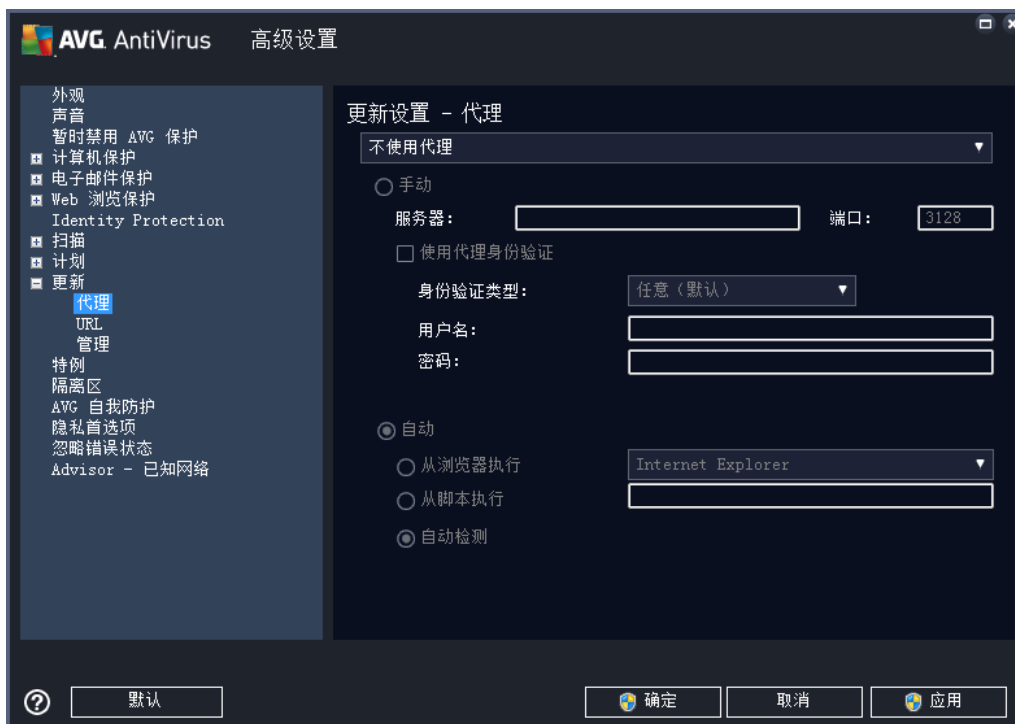 AVG. AntiVirus 高级设置
外观
声音
暂时禁用 AVG 保护
计算机保护
电子邮件保护
Web 浏览保护
Identity Protection
扫描
计划
更新
代理
URL
管理
特例
隔离区
AVG 自我防护
隐私首选项
忽略错误状态
Advisor - 已知网络
更新设置 - 代理
不使用代理
手动
服务器: 端口: 3128
使用代理身份验证
身份验证类型: 任意（默认）
用户名:
密码:
自动
从浏览器执行 Internet Explorer
从脚本执行
自动检测
默认 确定 取消 应用